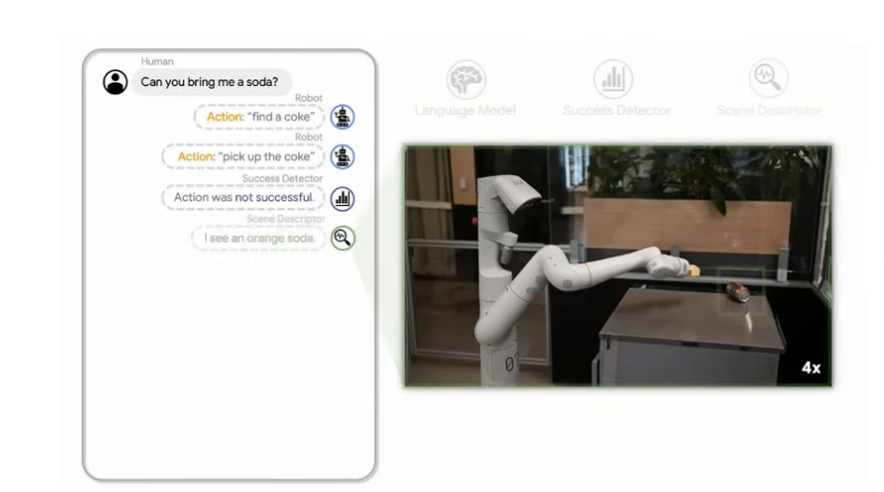 Human
Can you bring me a soda?
Robot
Action: "find a coke"
Robot
Action: "pick up the coke"
Success Detector
Action was not successful.
Scene Descriptor
I see an orange soda.
Language Model
Success Detector
Scene Descriptor
4x